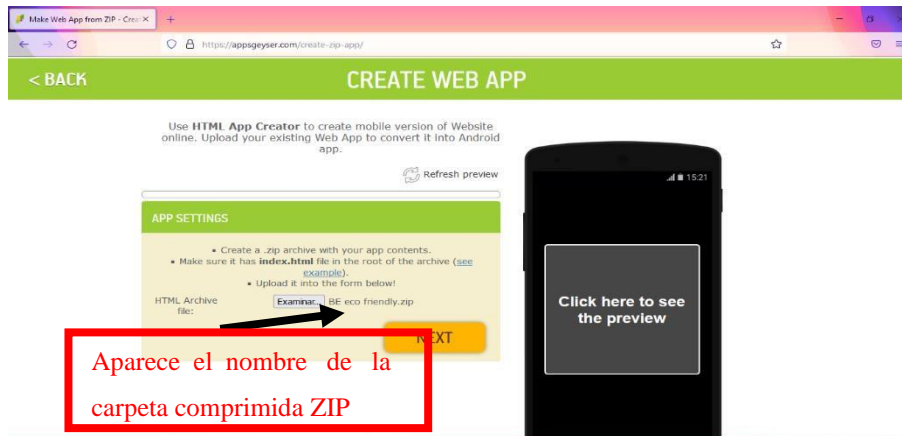 Make Web App from ZIP - Crea
https://appsgeyser.com/create-zip-app/
< BACK
CREATE WEB APP
Use HTML App Creator to create mobile version of Website
online. Upload your existing Web App to convert it into Android
app.
Refresh preview
APP SETTINGS
• Create a .zip archive with your app contents.
• Make sure it has index.html file in the root of the archive (see
example).
• Upload it into the form below!
HTML Archive
file:
Examinar... BE eco friendly.zip
NEXT
Aparece el nombre de la
carpeta comprimida ZIP
15:21
Click here to see
the preview